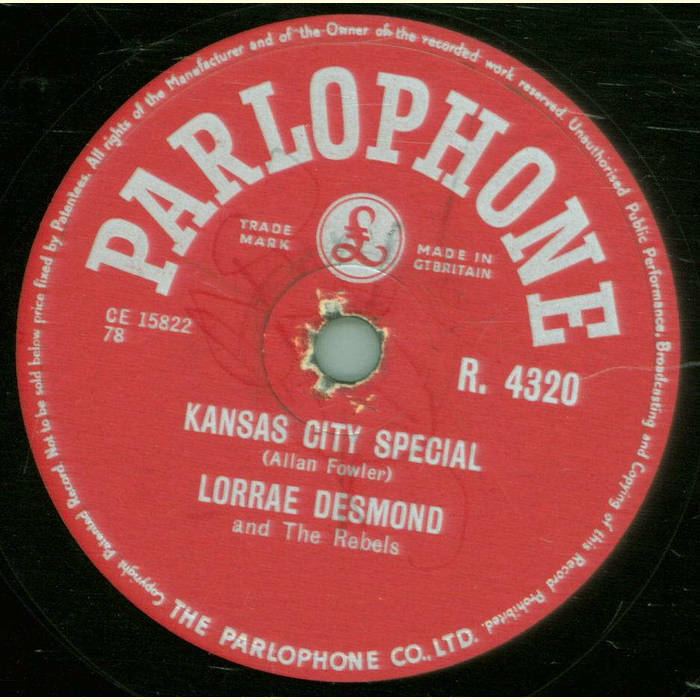 Patented Record Not to be sold below price fixed by Patentees. All rights of the Manufacturer and of the Owner of the recorded work reserved. Unauthorised Public Performance, Broadcasting and Copying of this Record Prohibited. Copyright
PARLOPHONE
TRADE MARK
£
MADE IN GTBRITAIN
CE 15822
78
R. 4320
KANSAS CITY SPECIAL
(Allan Fowler)
LORRAE DESMOND
and The Rebels
THE PARLOPHONE CO., LTD.